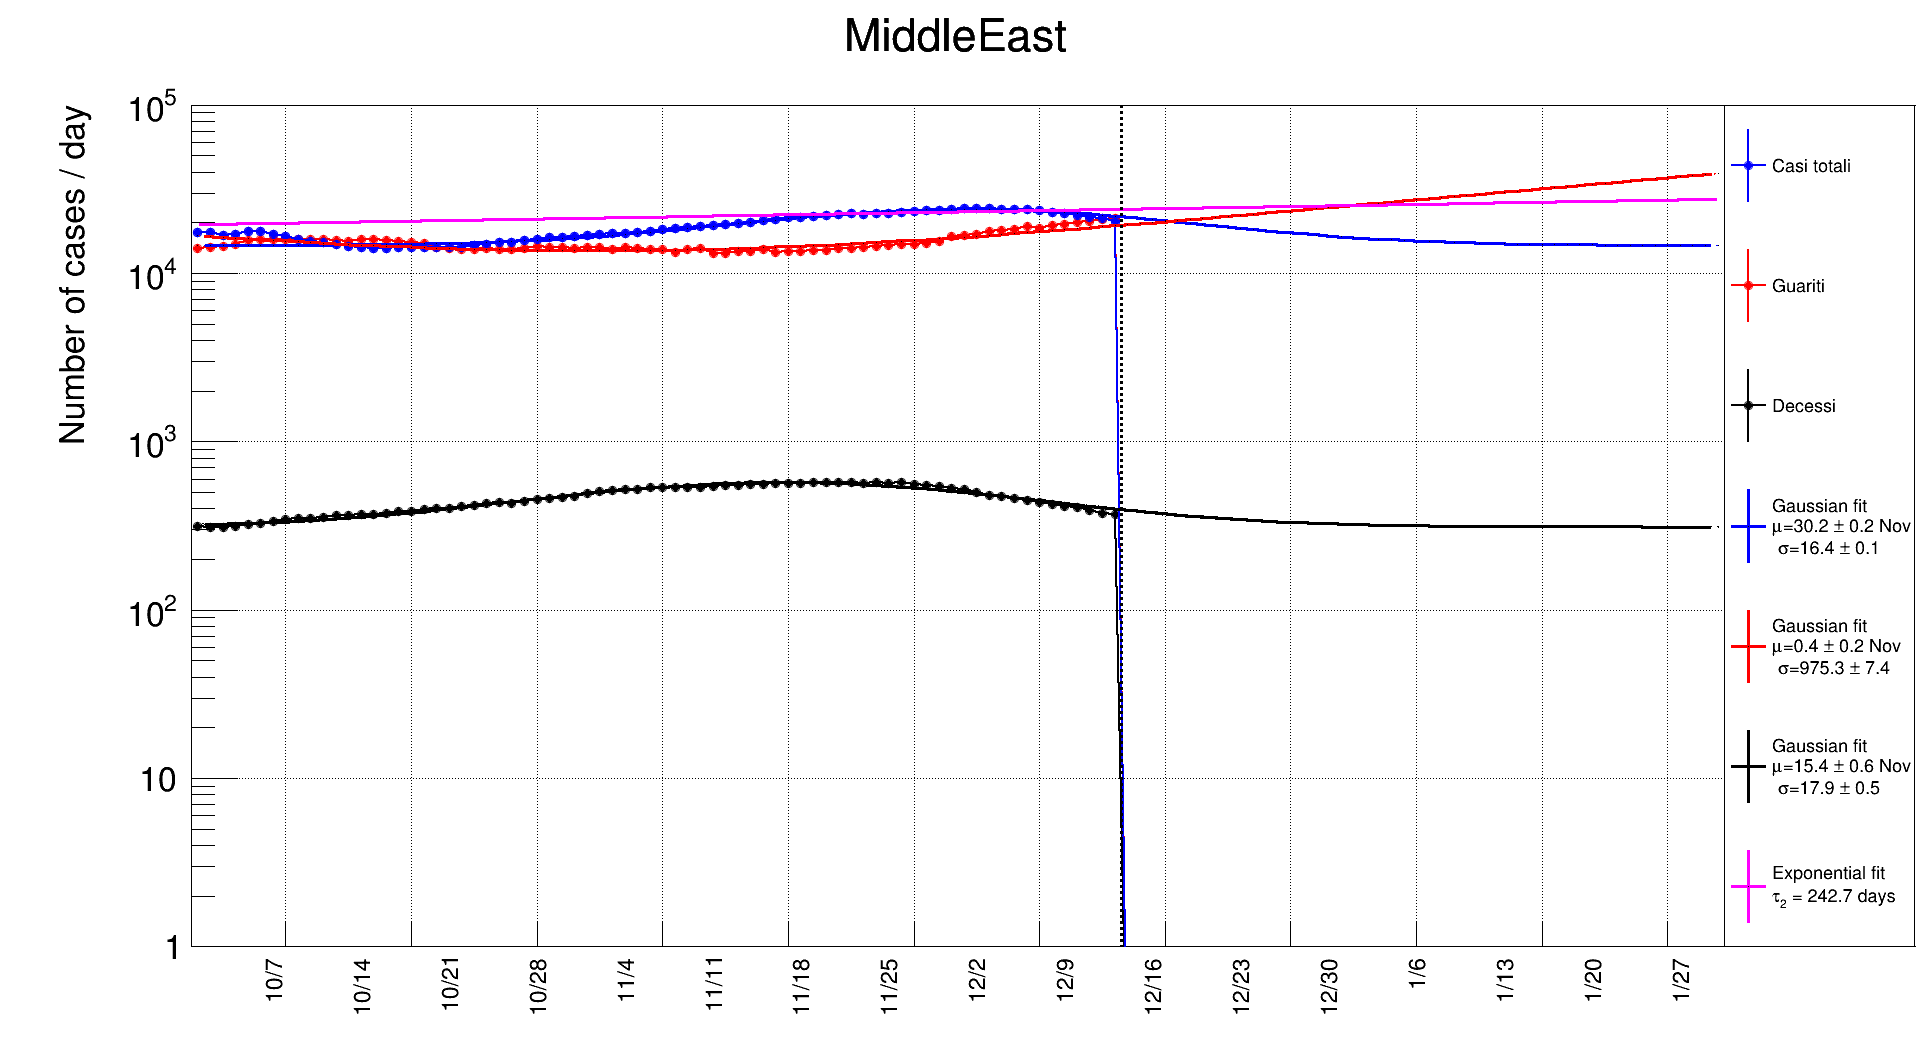 MiddleEast
Number of cases / day
10^5
10^4
10^3
10^2
10
1
10/7
10/14
10/21
10/28
11/4
11/11
11/18
11/25
12/2
12/9
12/16
12/23
12/30
1/6
1/13
1/20
1/27
Casi totali
Guariti
Decessi
Gaussian fit
μ=30.2 ± 0.2 Nov
σ=16.4 ± 0.1
Gaussian fit
μ=0.4 ± 0.2 Nov
σ=975.3 ± 7.4
Gaussian fit
μ=15.4 ± 0.6 Nov
σ=17.9 ± 0.5
Exponential fit
τ₂ = 242.7 days